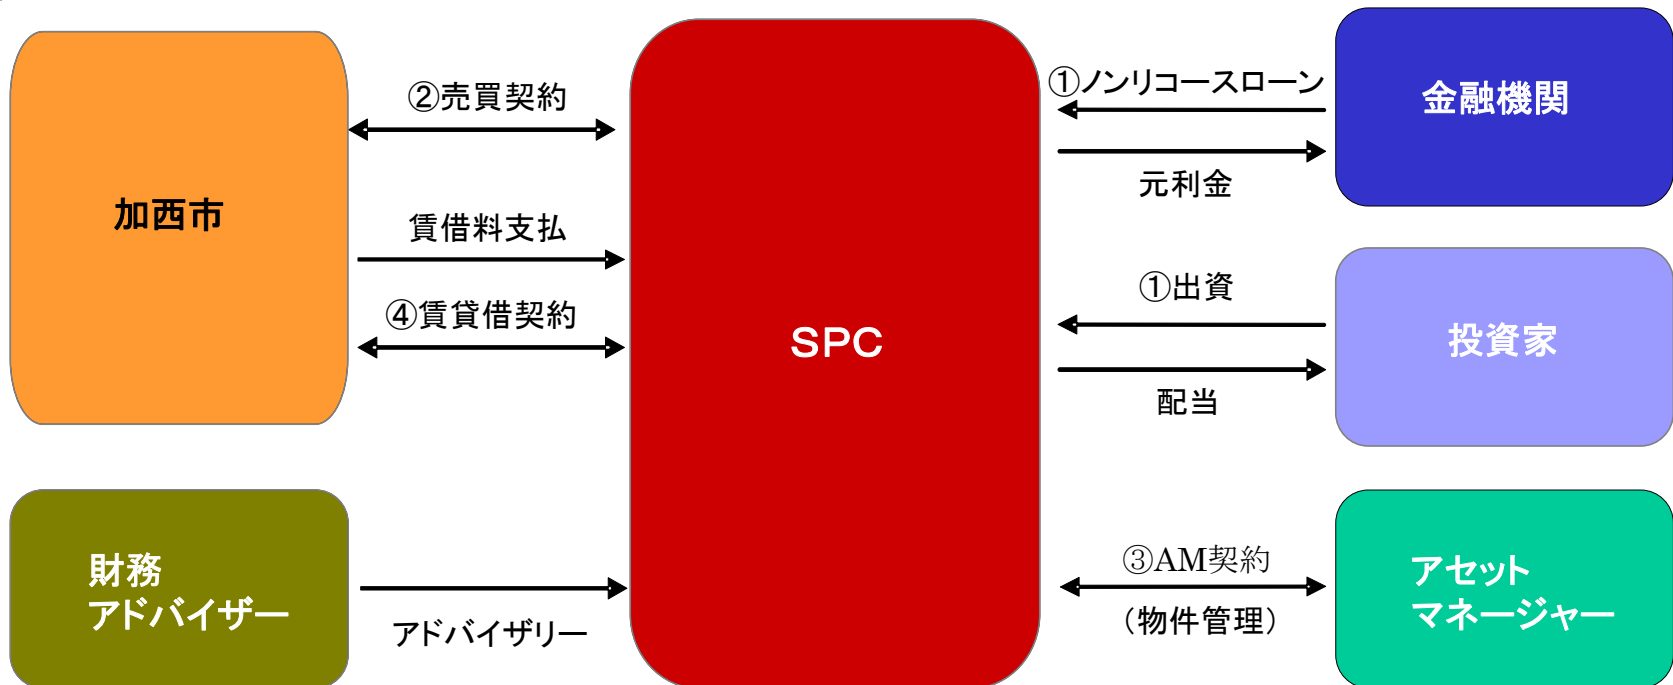 加西市
②売買契約
賃借料支払
④賃貸借契約
財務
アドバイザー
アドバイザリー
SPC
①ノンリコースローン
元利金
金融機関
①出資
配当
投資家
③AM契約
（物件管理）
アセット
マネージャー